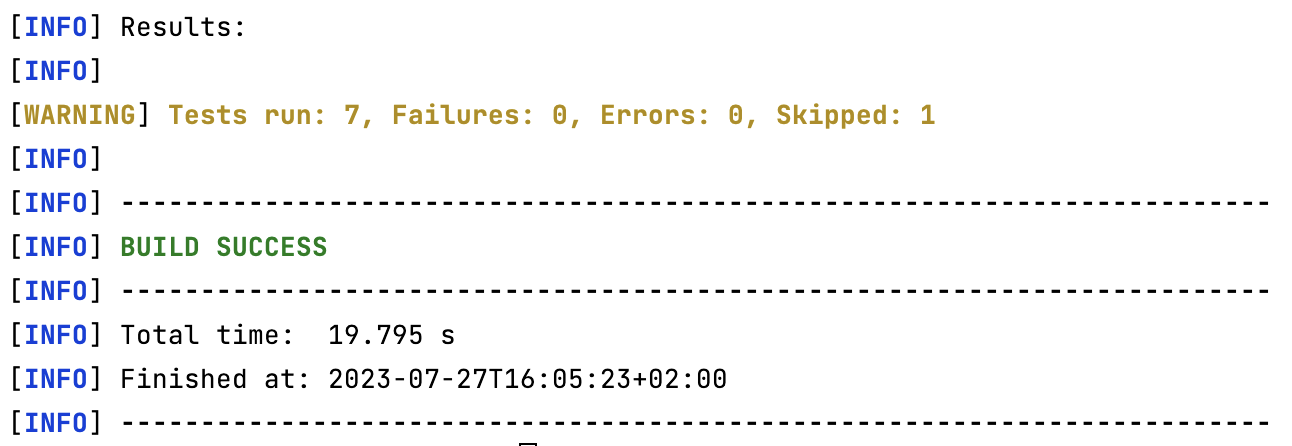 [INFO] Results:
[INFO]
[WARNING] Tests run: 7, Failures: 0, Errors: 0, Skipped: 1
[INFO]
[INFO] ------------------------------------------------------------------------
[INFO] BUILD SUCCESS
[INFO] ------------------------------------------------------------------------
[INFO] Total time:  19.795 s
[INFO] Finished at: 2023-07-27T16:05:23+02:00
[INFO] ------------------------------------------------------------------------